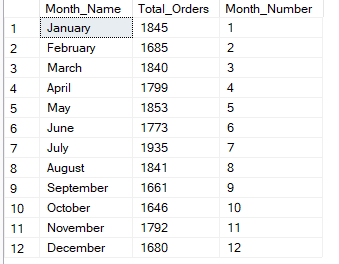 Month_Name Total_Orders Month_Number
1 January 1845 1
2 February 1685 2
3 March 1840 3
4 April 1799 4
5 May 1853 5
6 June 1773 6
7 July 1935 7
8 August 1841 8
9 September 1661 9
10 October 1646 10
11 November 1792 11
12 December 1680 12